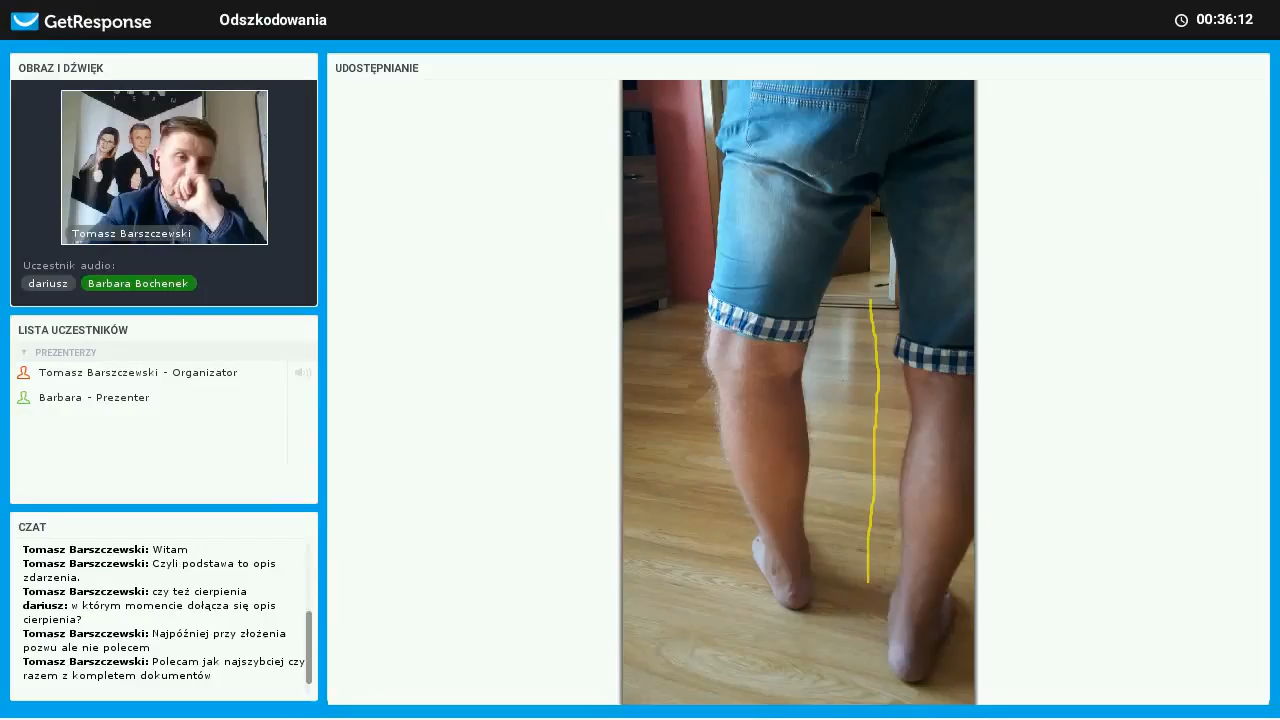 GetResponse
Odszkodowania
00:36:12
OBRAZ I DŹWIĘK
TEAM
Tomasz Barszczewski
Uczestnik audio:
dariusz
Barbara Bochenek
LISTA UCZESTNIKÓW
PREZENTERZY
Tomasz Barszczewski - Organizator
Barbara - Prezenter
CZAT
Tomasz Barszczewski: Witam
Tomasz Barszczewski: Czyli podstawa to opis
zdarzenia.
Tomasz Barszczewski: czy też cierpienia
dariusz: w którym momencie dołącza się opis
cierpienia?
Tomasz Barszczewski: Najpóźniej przy złożenia
pozwu ale nie polecem
Tomasz Barszczewski: Polecam jak najszybciej czy
razem z kompletem dokumentów
UDOSTĘPNIANIE